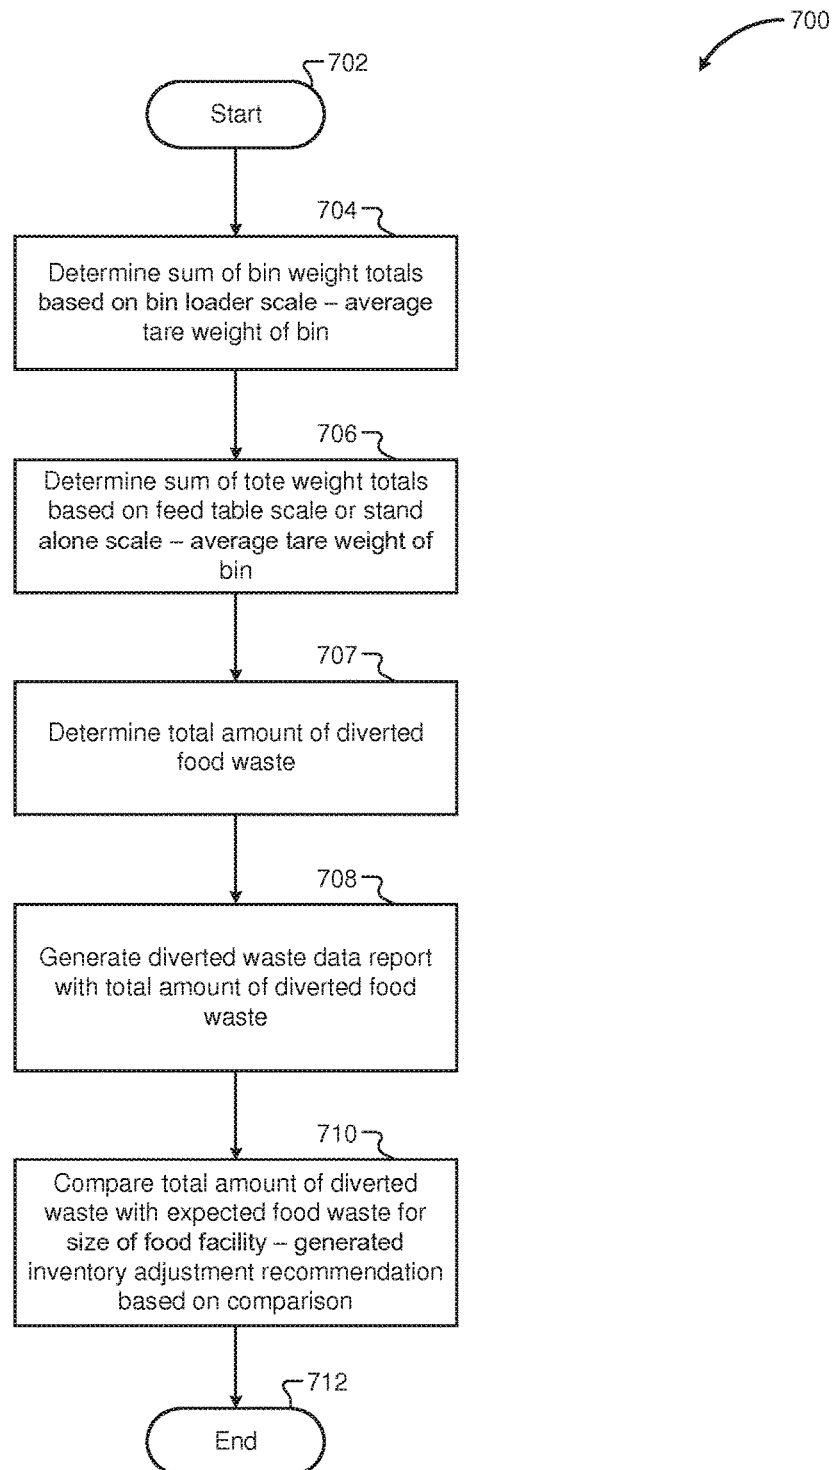 700
702
Start
704
Determine sum of bin weight totals
based on bin loader scale – average
tare weight of bin
706
Determine sum of tote weight totals
based on feed table scale or stand
alone scale – average tare weight of
bin
707
Determine total amount of diverted
food waste
708
Generate diverted waste data report
with total amount of diverted food
waste
710
Compare total amount of diverted
waste with expected food waste for
size of food facility – generated
inventory adjustment recommendation
based on comparison
712
End